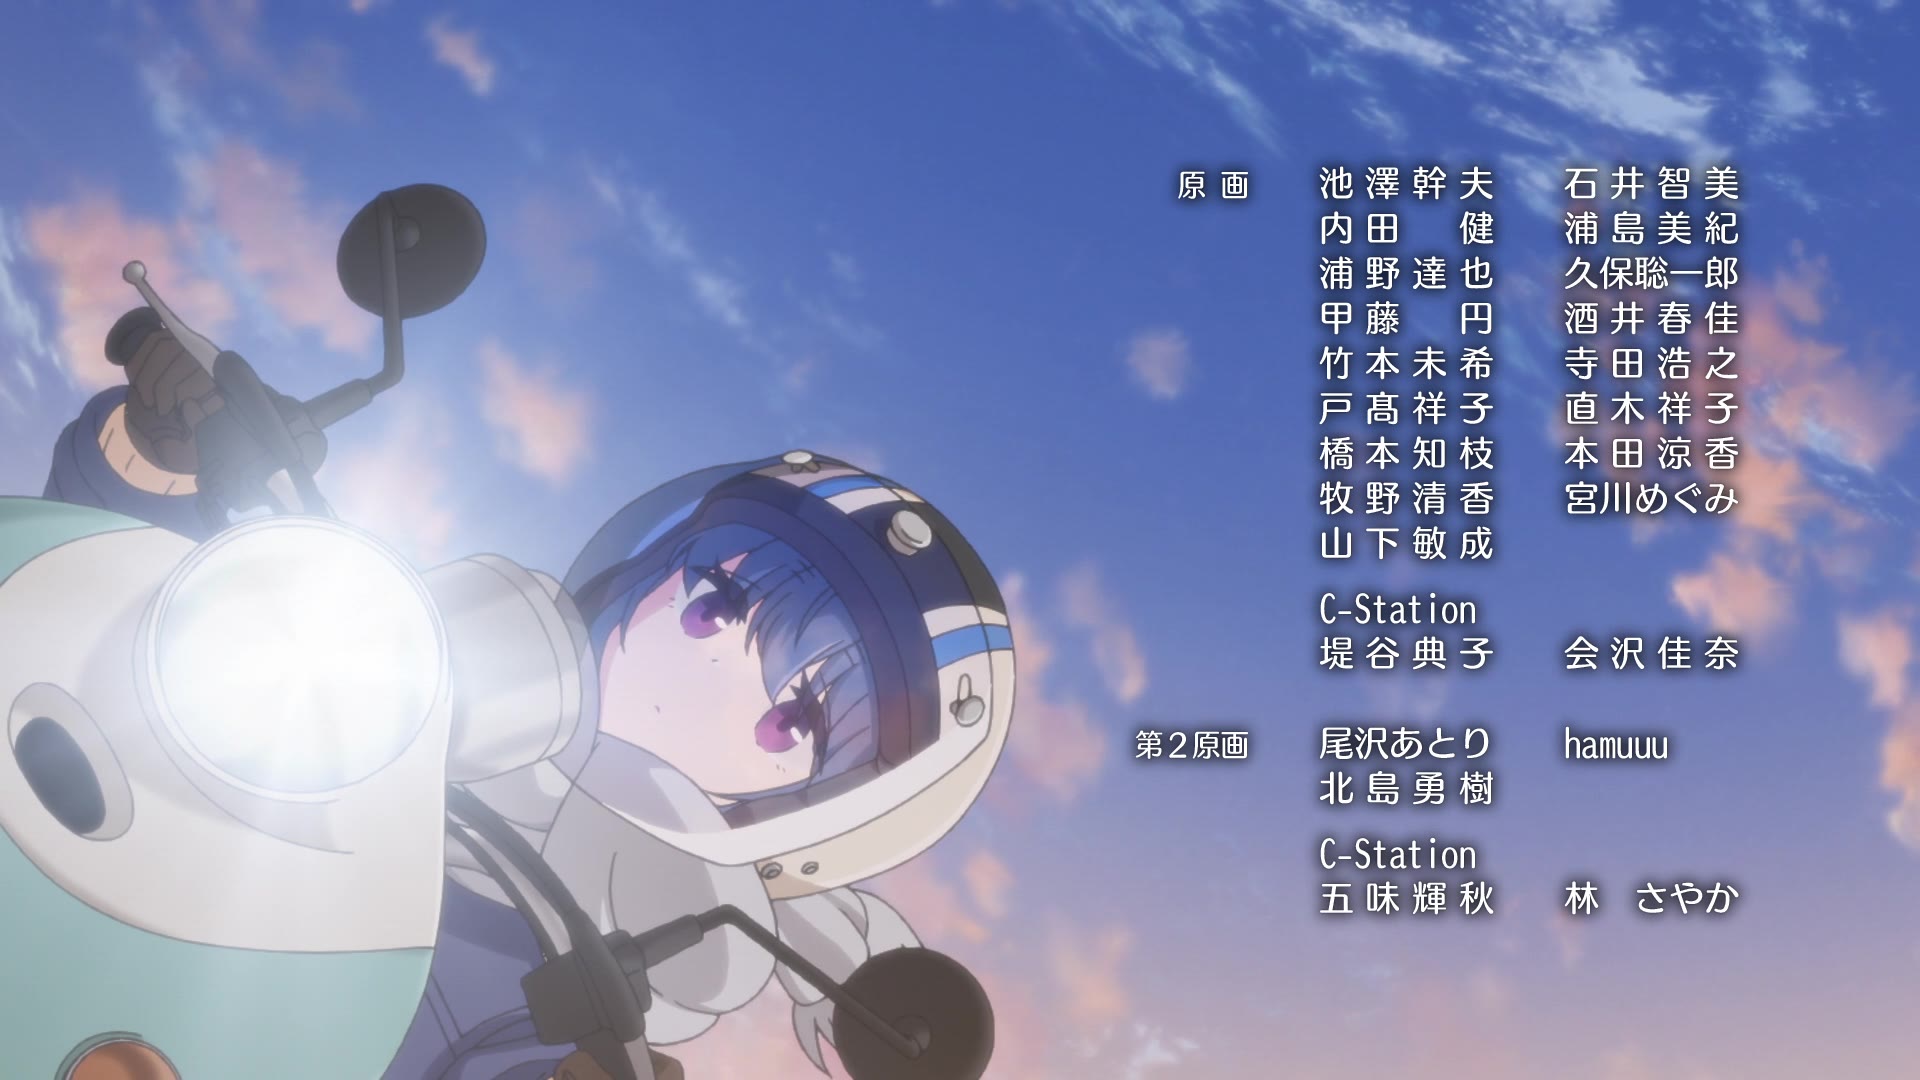 原画 池澤幹夫 石井智美
内田 健 浦島美紀
浦野達也 久保聡一郎
甲藤 円 酒井春佳
竹本未希 寺田浩之
戸髙祥子 直木祥子
橋本知枝 本田涼香
牧野清香 宮川めぐみ
山下敏成
C-Station
堤谷典子 会沢佳奈
第2原画 尾沢あとり hamuuu
北島勇樹
C-Station
五味輝秋 林 さやか